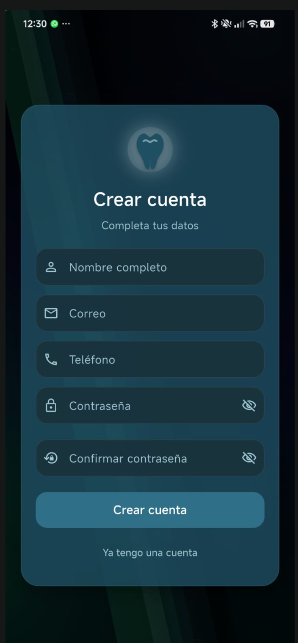 12:30
91
Crear cuenta
Completa tus datos
Nombre completo
Correo
Teléfono
Contraseña
Confirmar contraseña
Crear cuenta
Ya tengo una cuenta